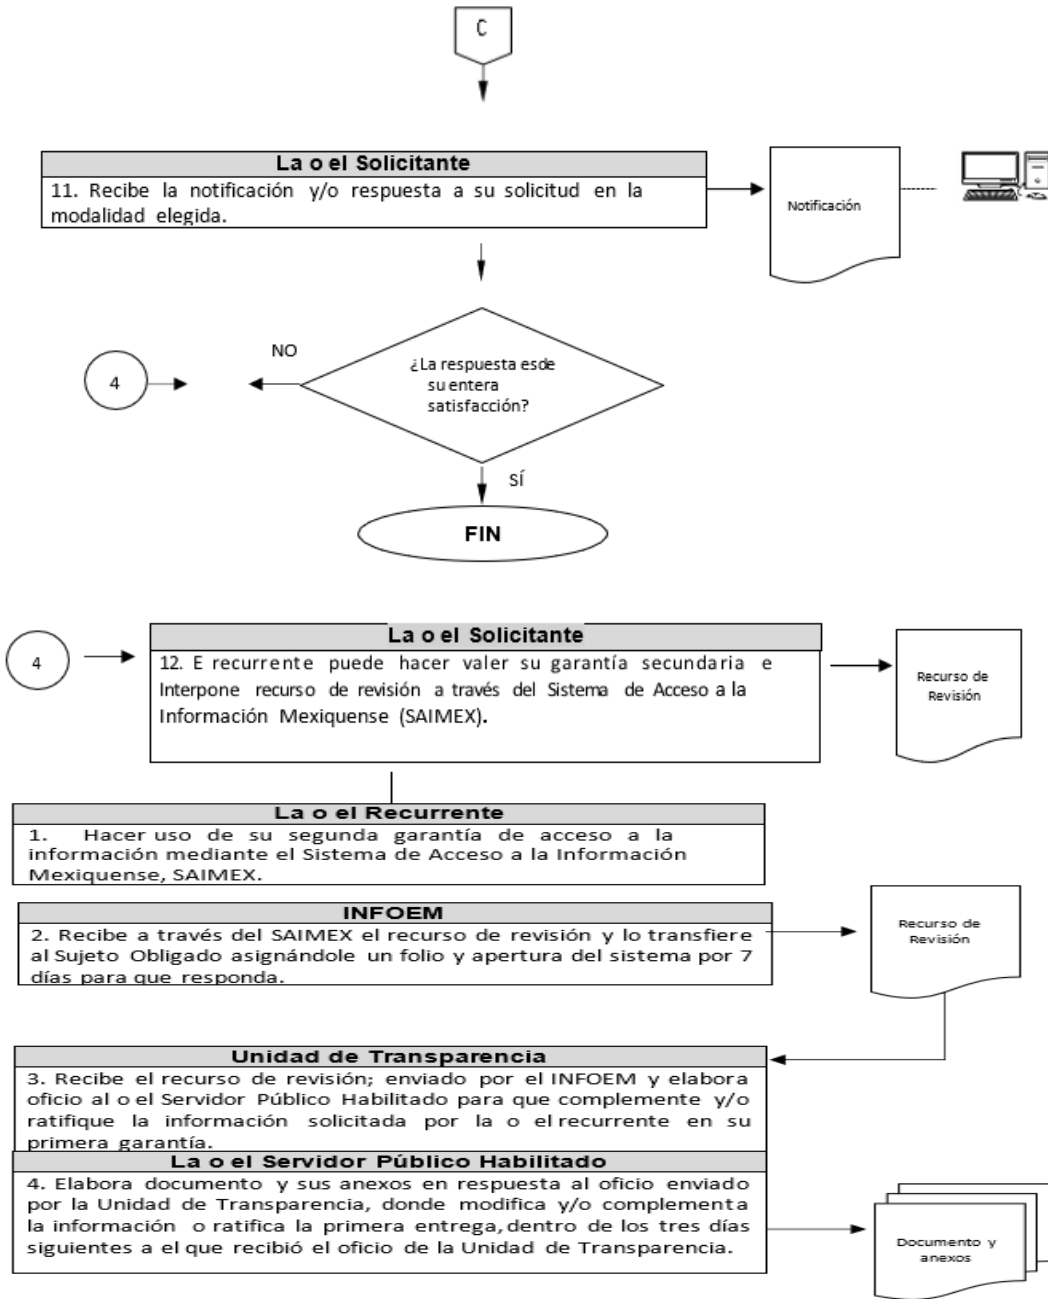 C
La o el Solicitante
11. Recibe la notificación y/o respuesta a su solicitud en la
modalidad elegida.
Notificación
¿La respuesta esde
su entera
satisfacción?
NO
4
SÍ
FIN
4
La o el Solicitante
12. E recurrente puede hacer valer su garantía secundaria e
Interpone recurso de revisión a través del Sistema de Acceso a la
Información Mexiquense (SAIMEX).
Recurso de
Revisión
La o el Recurrente
1. Hacer uso de su segunda garantía de acceso a la
información mediante el Sistema de Acceso a la Información
Mexiquense, SAIMEX.
INFOEM
2. Recibe a través del SAIMEX el recurso de revisión y lo transfiere
al Sujeto Obligado asignándole un folio y apertura del sistema por 7
días para que responda.
Recurso de
Revisión
Unidad de Transparencia
3. Recibe el recurso de revisión; enviado por el INFOEM y elabora
oficio al o el Servidor Público Habilitado para que complemente y/o
ratifique la información solicitada por la o el recurrente en su
primera garantía.
La o el Servidor Público Habilitado
4. Elabora documento y sus anexos en respuesta al oficio enviado
por la Unidad de Transparencia, donde modifica y/o complementa
la información o ratifica la primera entrega, dentro de los tres días
siguientes a el que recibió el oficio de la Unidad de Transparencia.
Documento y
anexos